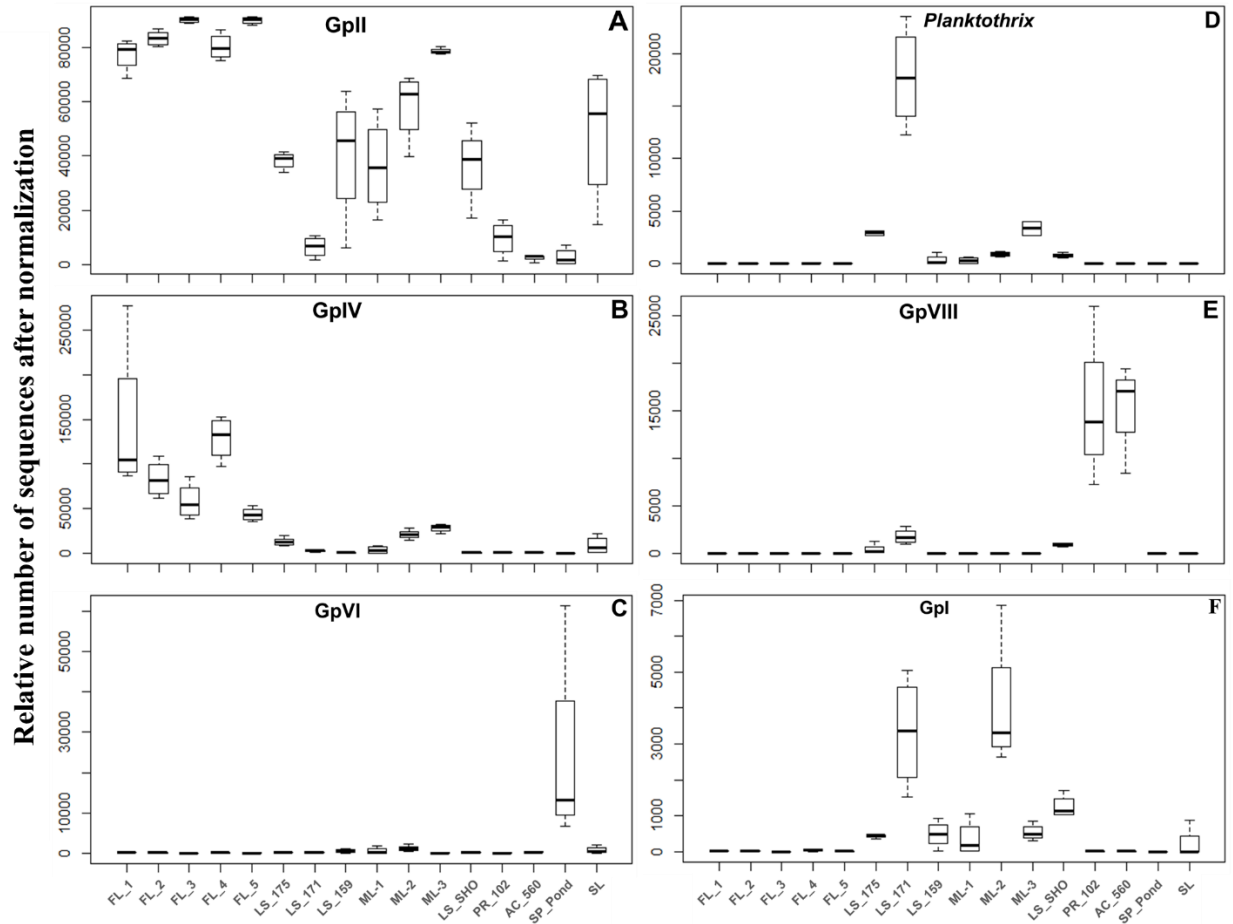 Relative number of sequences after normalization
GpII
A
0 20000 40000 60000 80000
Planktothrix
D
0 5000 10000 20000
GpIV
B
0 50000 150000 250000
GpVIII
E
0 5000 15000 25000
GpVI
C
0 10000 30000 50000
GpI
F
0 1000 3000 5000 7000
FL_1 FL_2 FL_3 FL_4 FL_5 LS_175 LS_171 LS_159 ML-1 ML-2 ML-3 LS_SHO PR_102 AC_560 SP_Pond SL
FL_1 FL_2 FL_3 FL_4 FL_5 LS_175 LS_171 LS_159 ML-1 ML-2 ML-3 LS_SHO PR_102 AC_560 SP_Pond SL